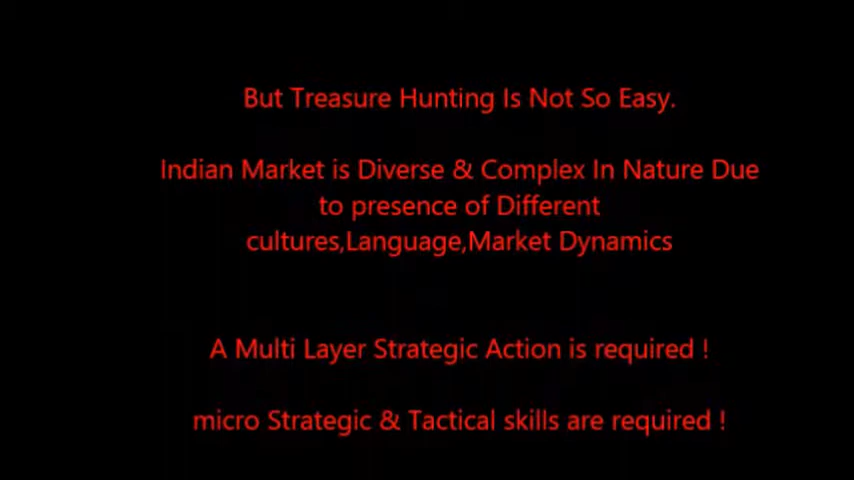 But Treasure Hunting Is Not So Easy.
Indian Market is Diverse & Complex In Nature Due
to presence of Different
cultures,Language,Market Dynamics
A Multi Layer Strategic Action is required !
micro Strategic & Tactical skills are required !